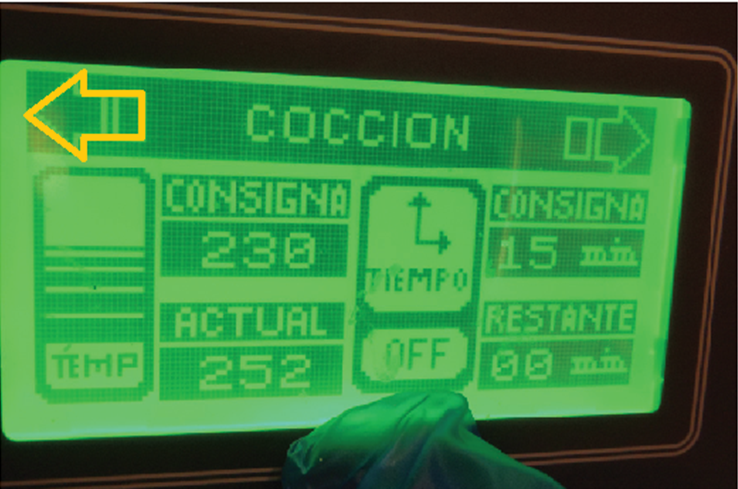 COCCION
CONSIGNA
230
ACTUAL
252
TEMP
TIEMPO
OFF
CONSIGNA
15 min
RESTANTE
00 min